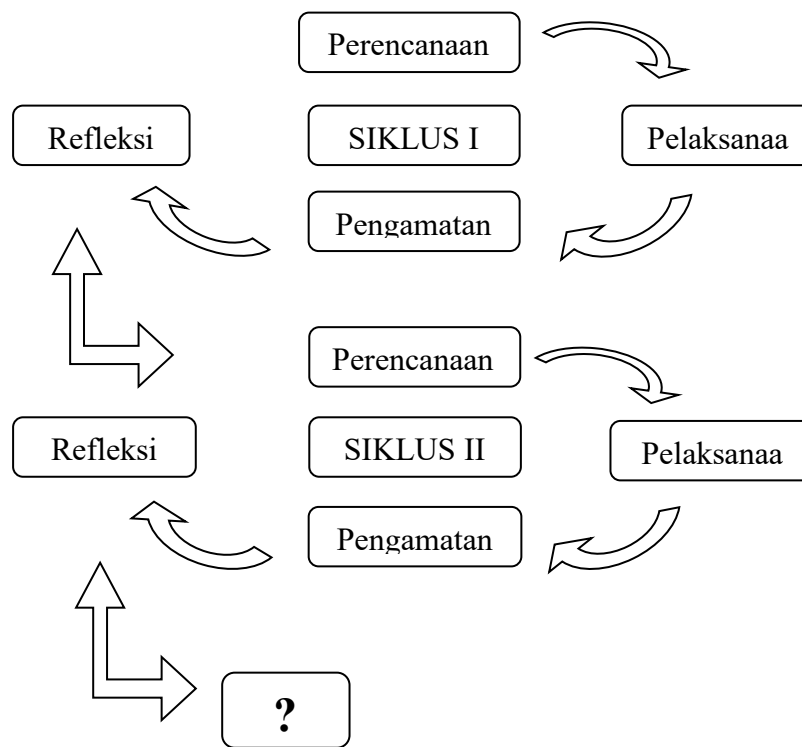 Perencanaan
Refleksi
SIKLUS I
Pelaksanaa
Pengamatan
Perencanaan
Refleksi
SIKLUS II
Pelaksanaa
Pengamatan
?